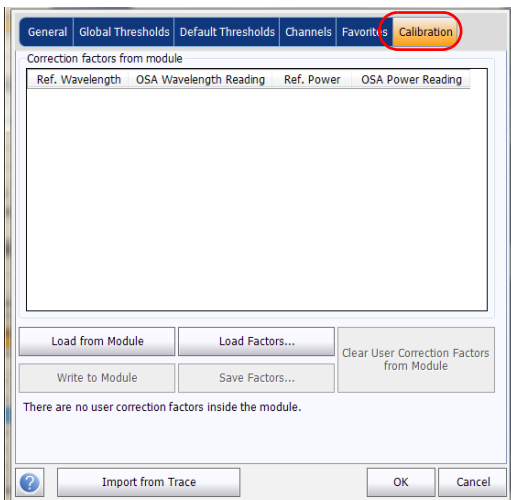 General Global Thresholds Default Thresholds Channels Favorites Calibration
Correction factors from module
Ref. Wavelength OSA Wavelength Reading Ref. Power OSA Power Reading
Load from Module Load Factors... Clear User Correction Factors
from Module
Write to Module Save Factors...
There are no user correction factors inside the module.
? Import from Trace OK Cancel